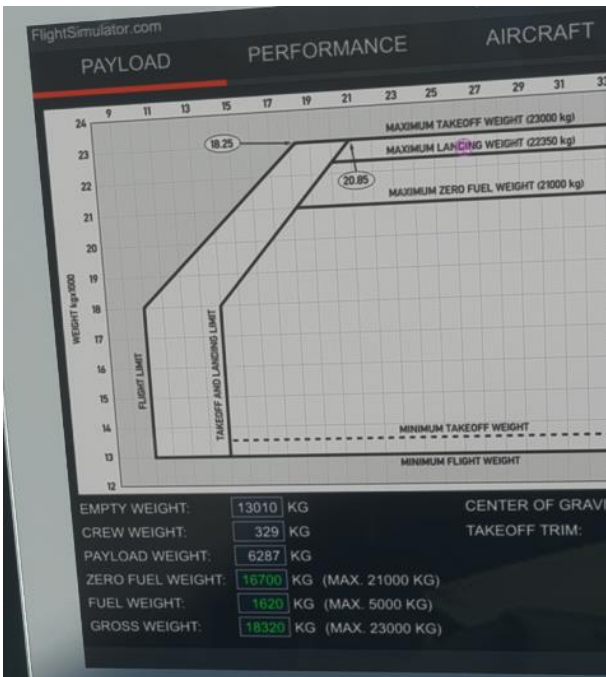 FlightSimulator.com
PAYLOAD
PERFORMANCE
AIRCRAFT
9 11 13 15 17 19 21 23 25 27 29 31 33
24
23
22
21
20
19
18
17
16
15
14
13
12
WEIGHT kgx1000
18.25
20.85
MAXIMUM TAKEOFF WEIGHT (23000 kg)
MAXIMUM LANDING WEIGHT (22350 kg)
MAXIMUM ZERO FUEL WEIGHT (21000 kg)
FLIGHT LIMIT
TAKEOFF AND LANDING LIMIT
MINIMUM TAKEOFF WEIGHT
MINIMUM FLIGHT WEIGHT
EMPTY WEIGHT: 13010 KG
CREW WEIGHT: 329 KG
PAYLOAD WEIGHT: 6287 KG
ZERO FUEL WEIGHT: 16700 KG (MAX. 21000 KG)
FUEL WEIGHT: 1620 KG (MAX. 5000 KG)
GROSS WEIGHT: 18320 KG (MAX. 23000 KG)
CENTER OF GRAVI
TAKEOFF TRIM: